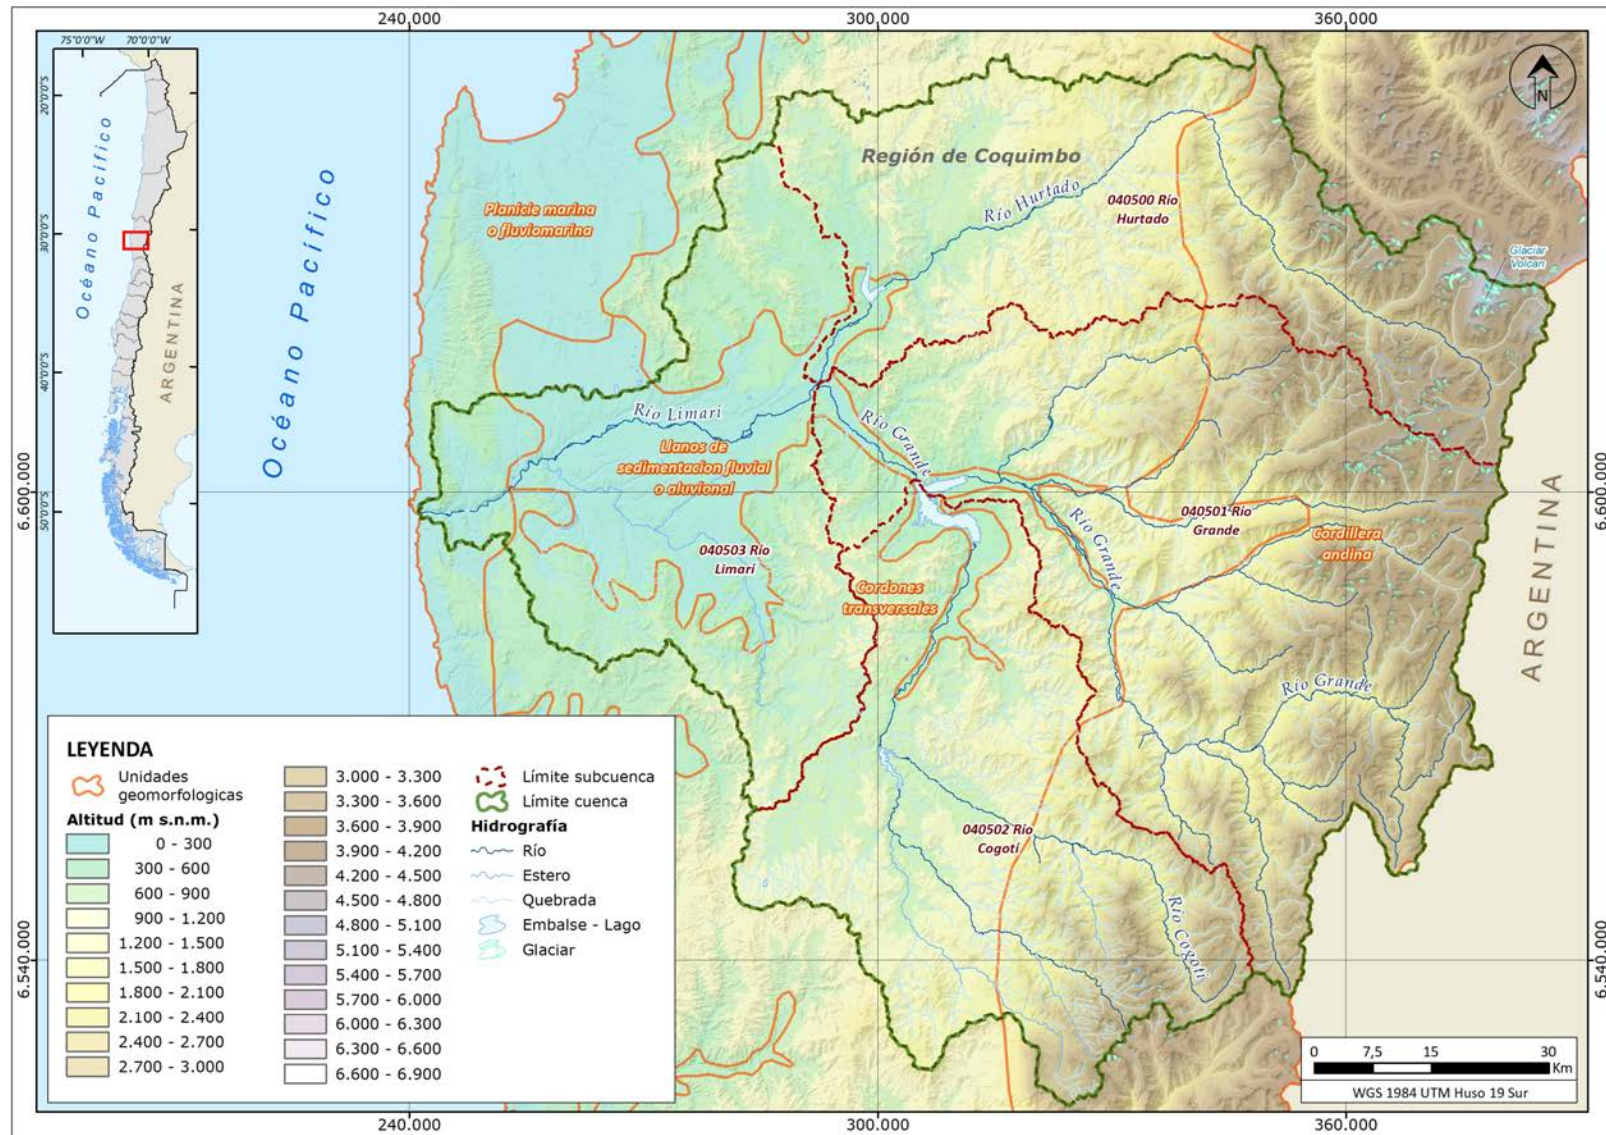 240.000
300.000
360.000
75°0'0"W
70°0'0"W
20°0'0"S
30°0'0"S
40°0'0"S
50°0'0"S
Océano Pacífico
ARGENTINA
Océano Pacífico
N
Región de Coquimbo
Planicie marina
o fluviomarina
Río Hurtado
040500 Río
Hurtado
Glaciar
Volcan
Río Limari
Río Grande
Llanos de
sedimentacion fluvial
o aluvional
6.600.000
6.600.000
040501 Río
Grande
Río Grande
Cordillera
andina
040503 Río
Limarí
Cordones
transversales
ARGENTINA
Río Grande
040502 Río
Cogotí
Río Cogotí
6.540.000
6.540.000
LEYENDA
Unidades
geomorfologicas
Altitud (m s.n.m.)
0 - 300
300 - 600
600 - 900
900 - 1.200
1.200 - 1.500
1.500 - 1.800
1.800 - 2.100
2.100 - 2.400
2.400 - 2.700
2.700 - 3.000
3.000 - 3.300
3.300 - 3.600
3.600 - 3.900
3.900 - 4.200
4.200 - 4.500
4.500 - 4.800
4.800 - 5.100
5.100 - 5.400
5.400 - 5.700
5.700 - 6.000
6.000 - 6.300
6.300 - 6.600
6.600 - 6.900
Límite subcuenca
Límite cuenca
Hidrografía
Río
Estero
Quebrada
Embalse - Lago
Glaciar
0 7,5 15 30
Km
WGS 1984 UTM Huso 19 Sur
240.000
300.000
360.000